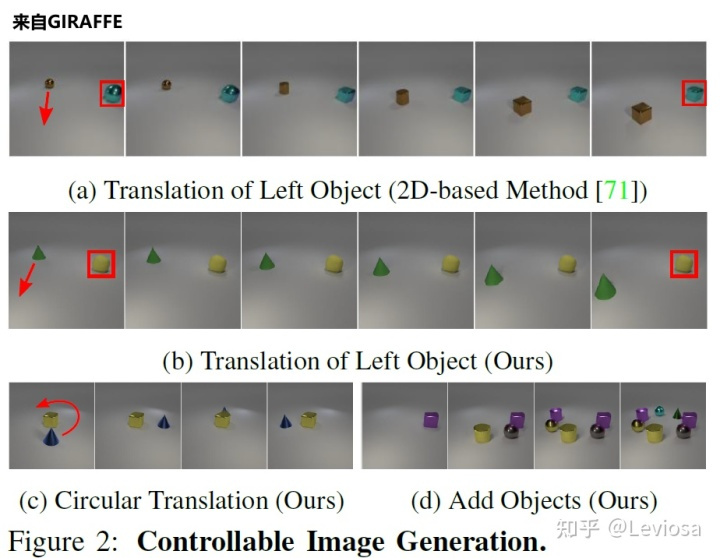 来自GIRAFFE
(a) Translation of Left Object (2D-based Method [71])
(b) Translation of Left Object (Ours)
(c) Circular Translation (Ours)
(d) Add Objects (Ours)
Figure 2: Controllable Image Generation.
知乎 @Leviosa